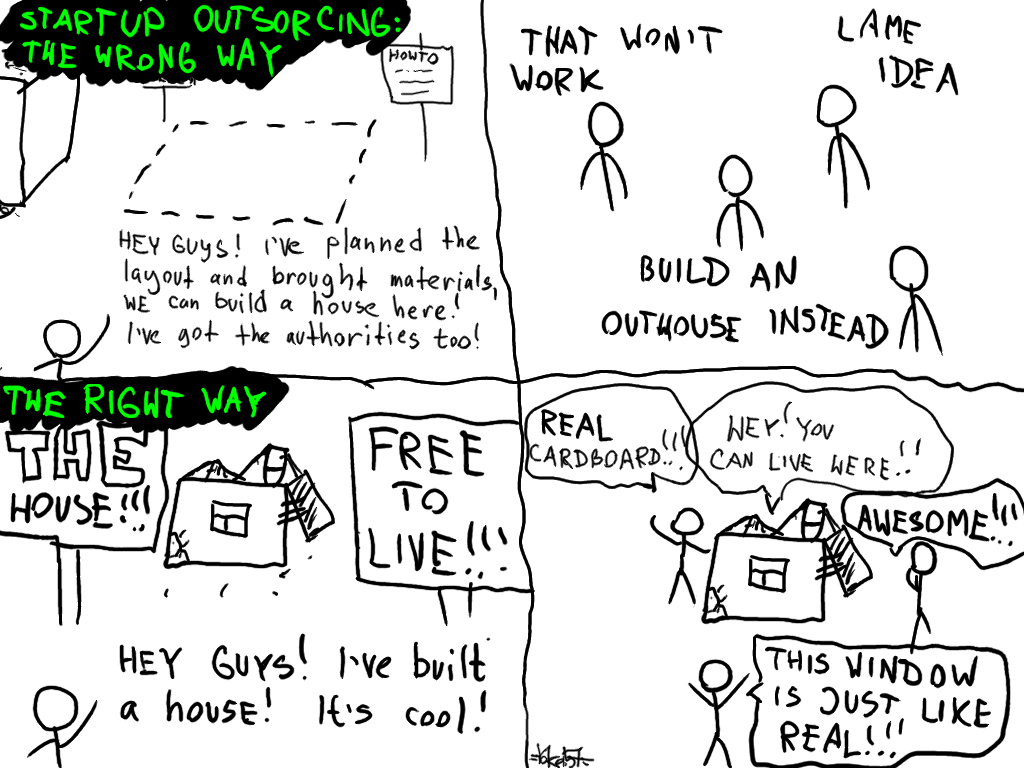 STARTUP OUTSORCING:
THE WRONG WAY
HOWTO
HEY GUYS! I'VE planned the
layout and brought materials,
WE can build a house here!
I've got the authorities too!
THAT WON'T
WORK
LAME
IDEA
BUILD AN
OUTHOUSE INSTEAD
THE RIGHT WAY
THE
HOUSE!!!
FREE
TO
LIVE!!!
HEY GUYS! I've built
a house! It's cool!
REAL
CARDBOARD!!!
HEY! YOU
CAN LIVE HERE!!
AWESOME!!!
THIS WINDOW
IS JUST LIKE
REAL!!!